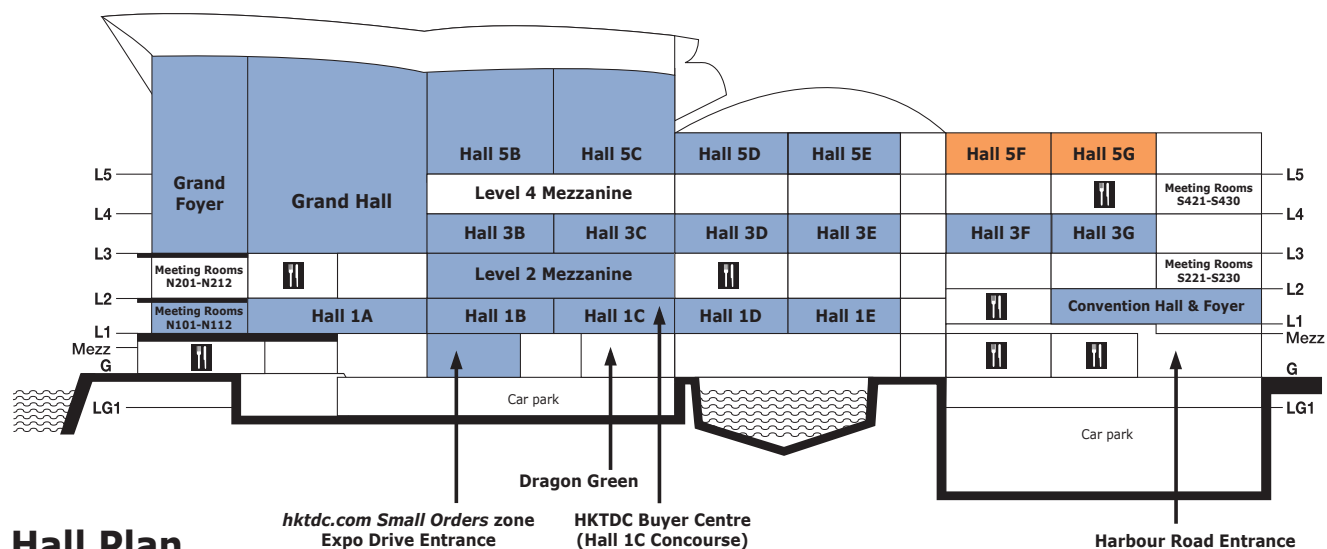 Hall 5B
Hall 5C
Hall 5D
Hall 5E
Hall 5F
Hall 5G
L5
L5
Grand
Foyer
Grand Hall
Level 4 Mezzanine
Meeting Rooms
S421-S430
L4
L4
Hall 3B
Hall 3C
Hall 3D
Hall 3E
Hall 3F
Hall 3G
L3
L3
Meeting Rooms
N201-N212
Level 2 Mezzanine
Meeting Rooms
S221-S230
L2
L2
Meeting Rooms
N101-N112
Hall 1A
Hall 1B
Hall 1C
Hall 1D
Hall 1E
Convention Hall & Foyer
L1
L1
Mezz
Mezz
G
G
LG1
LG1
Car park
Car park
Dragon Green
hktdc.com Small Orders zone
Expo Drive Entrance
HKTDC Buyer Centre
(Hall 1C Concourse)
Harbour Road Entrance
Hall Plan